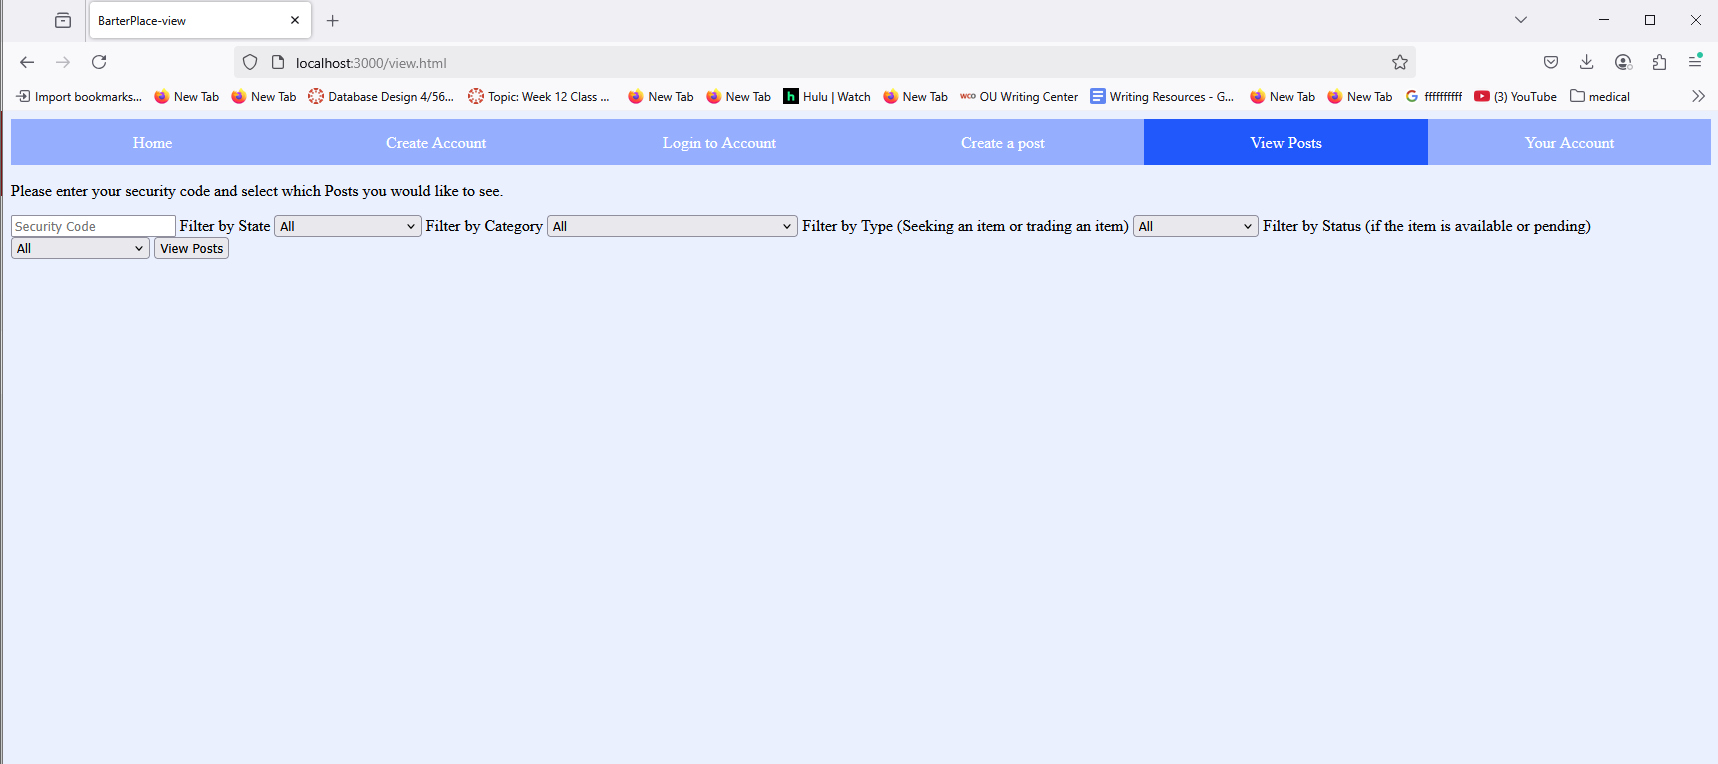 BarterPlace-view
localhost:3000/view.html
Import bookmarks... New Tab New Tab Database Design 4/56... Topic: Week 12 Class ... New Tab New Tab h Hulu | Watch New Tab wco OU Writing Center Writing Resources - G... New Tab New Tab G ffffffffff (3) YouTube medical
Home Create Account Login to Account Create a post View Posts Your Account
Please enter your security code and select which Posts you would like to see.
Security Code Filter by State All Filter by Category All Filter by Type (Seeking an item or trading an item) All Filter by Status (if the item is available or pending)
All View Posts